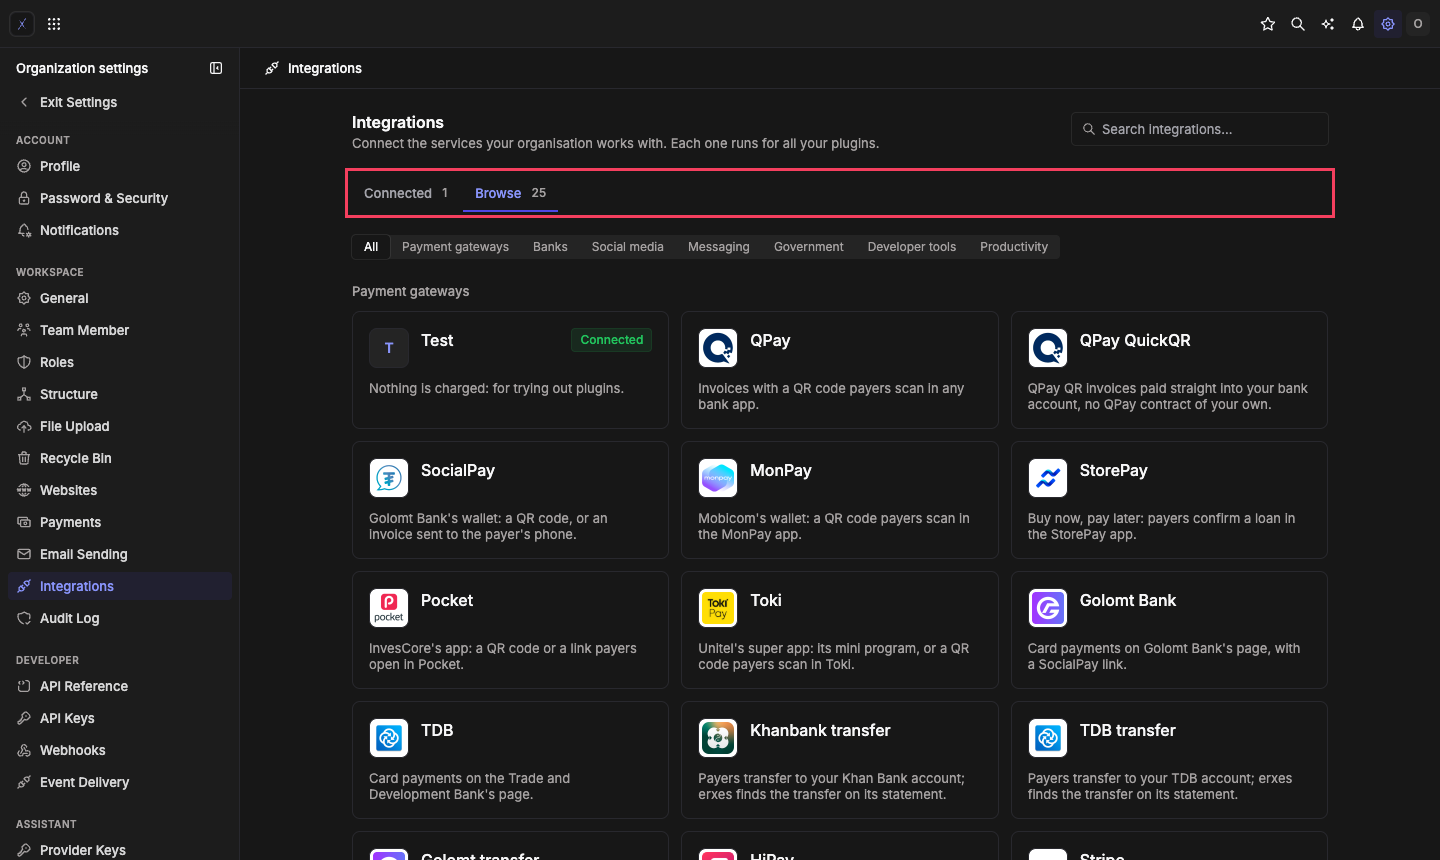 X
O
Organization settings
Integrations
Exit Settings
ACCOUNT
Profile
Password & Security
Notifications
WORKSPACE
General
Team Member
Roles
Structure
File Upload
Recycle Bin
Websites
Payments
Email Sending
Integrations
Audit Log
DEVELOPER
API Reference
API Keys
Webhooks
Event Delivery
ASSISTANT
Provider Keys
Integrations
Connect the services your organisation works with. Each one runs for all your plugins.
Search integrations...
Connected 1 Browse 25
All Payment gateways Banks Social media Messaging Government Developer tools Productivity
Payment gateways
T
Test
Connected
Nothing is charged: for trying out plugins.
QPay
Invoices with a QR code payers scan in any
bank app.
QPay QuickQR
QPay QR invoices paid straight into your bank
account, no QPay contract of your own.
SocialPay
Golomt Bank's wallet: a QR code, or an
invoice sent to the payer's phone.
monpay
MonPay
Mobicom's wallet: a QR code payers scan in
the MonPay app.
StorePay
Buy now, pay later: payers confirm a loan in
the StorePay app.
pocket
Pocket
InvesCore's app: a QR code or a link payers
open in Pocket.
Toki
Pay
Toki
Unitel's super app: its mini program, or a QR
code payers scan in Toki.
Golomt Bank
Card payments on Golomt Bank's page, with
a SocialPay link.
TDB
Card payments on the Trade and
Development Bank's page.
Khanbank transfer
Payers transfer to your Khan Bank account;
erxes finds the transfer on its statement.
TDB transfer
Payers transfer to your TDB account; erxes
finds the transfer on its statement.
Golomt transfer
HiPay
Stripe